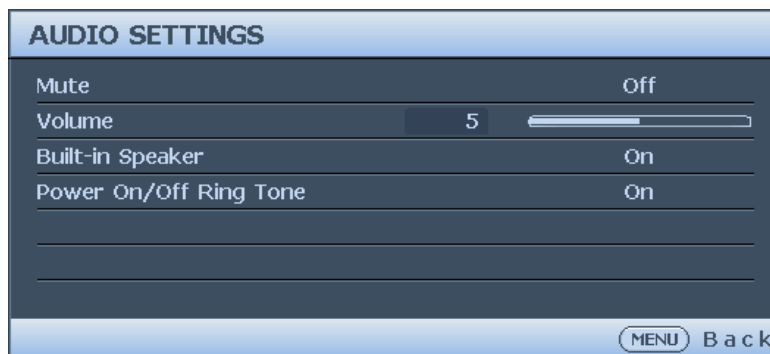 AUDIO SETTINGS
Mute Off
Volume 5
Built-in Speaker On
Power On/Off Ring Tone On
MENU Back